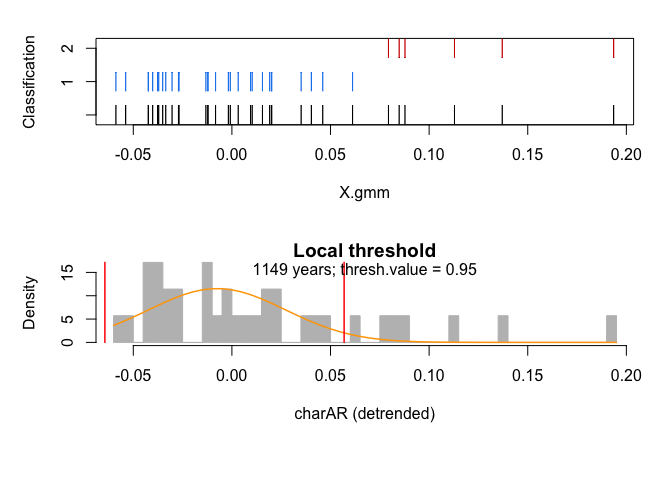 Classification
2
1
-0.05 0.00 0.05 0.10 0.15 0.20
X.gmm
Local threshold
1149 years; thresh.value = 0.95
Density
15
5
0
-0.05 0.00 0.05 0.10 0.15 0.20
charAR (detrended)